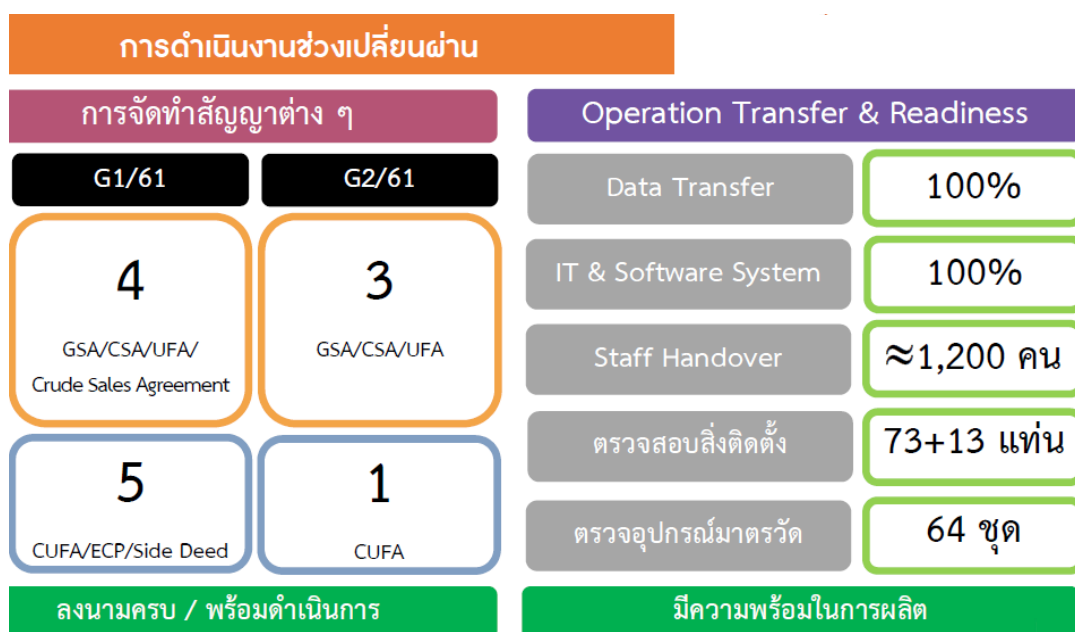 การดำเนินงานช่วงเปลี่ยนผ่าน
การจัดทำสัญญาต่าง ๆ
G1/61
G2/61
4
GSA/CSA/UFA/
Crude Sales Agreement
3
GSA/CSA/UFA
5
CUFA/ECP/Side Deed
1
CUFA
ลงนามครบ / พร้อมดำเนินการ
Operation Transfer & Readiness
Data Transfer
100%
IT & Software System
100%
Staff Handover
≈1,200 คน
ตรวจสอบสิ่งติดตั้ง
73+13 แท่น
ตรวจอุปกรณ์มาตรวัด
64 ชุด
มีความพร้อมในการผลิต